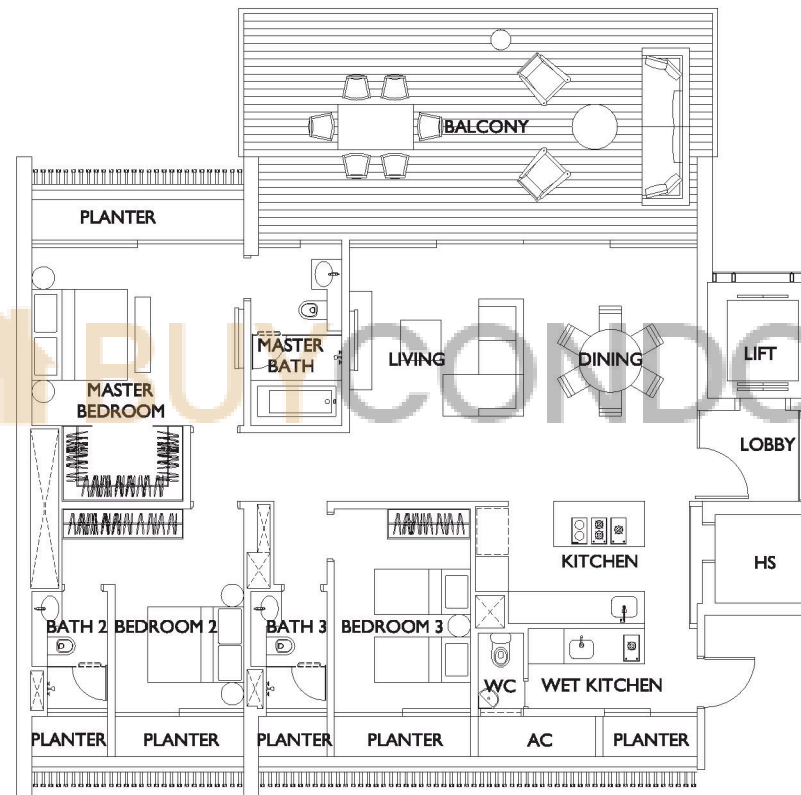 BALCONY
PLANTER
BUYCONDO
MASTER
BATH
LIVING
DINING
LIFT
MASTER
BEDROOM
LOBBY
KITCHEN
HS
BATH 2
BEDROOM 2
BATH 3
BEDROOM 3
WC
WET KITCHEN
PLANTER
PLANTER
PLANTER
PLANTER
AC
PLANTER